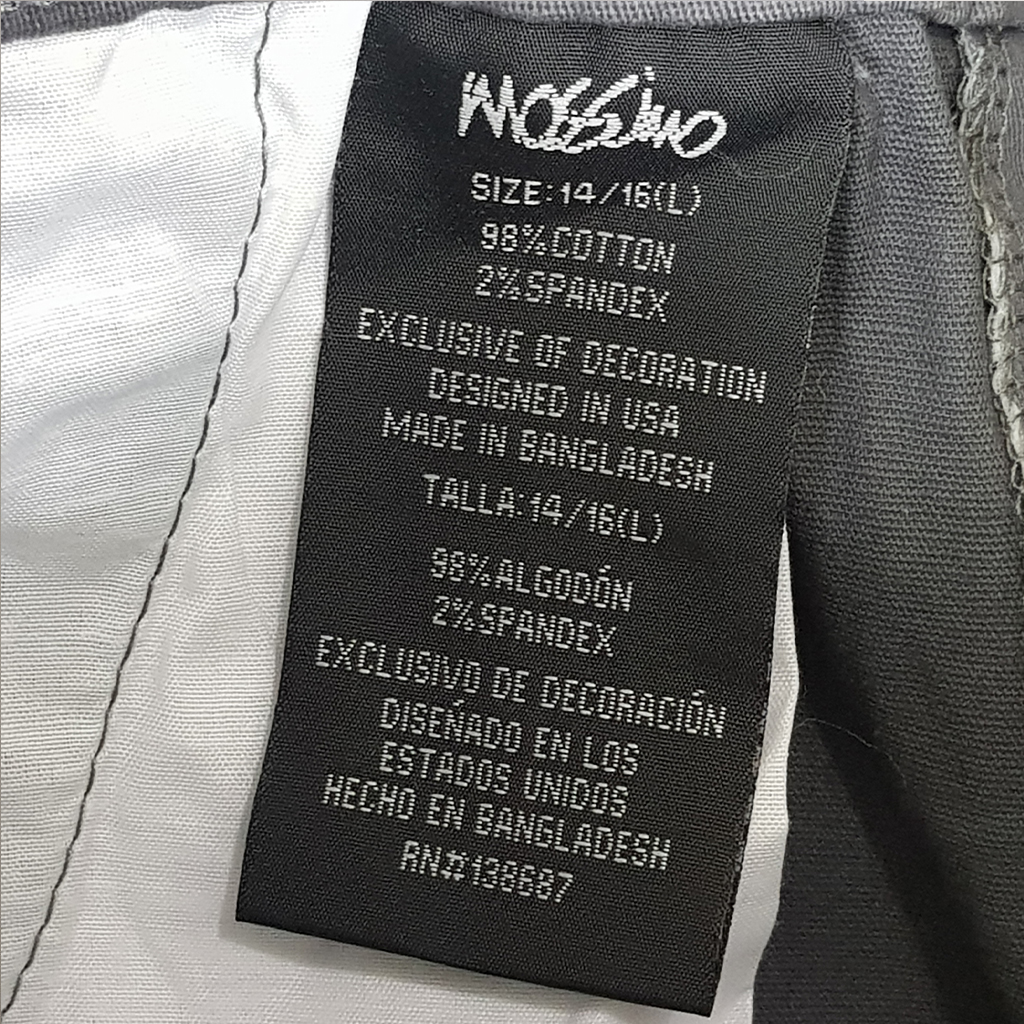 MOSSIMO
SIZE:14/16(L)
98%COTTON
2%SPANDEX
EXCLUSIVE OF DECORATION
DESIGNED IN USA
MADE IN BANGLADESH
TALLA:14/16(L)
98%ALGODÓN
2%SPANDEX
EXCLUSIVO DE DECORACIÓN
DISEÑADO EN LOS
ESTADOS UNIDOS
HECHO EN BANGLADESH
RN#138687